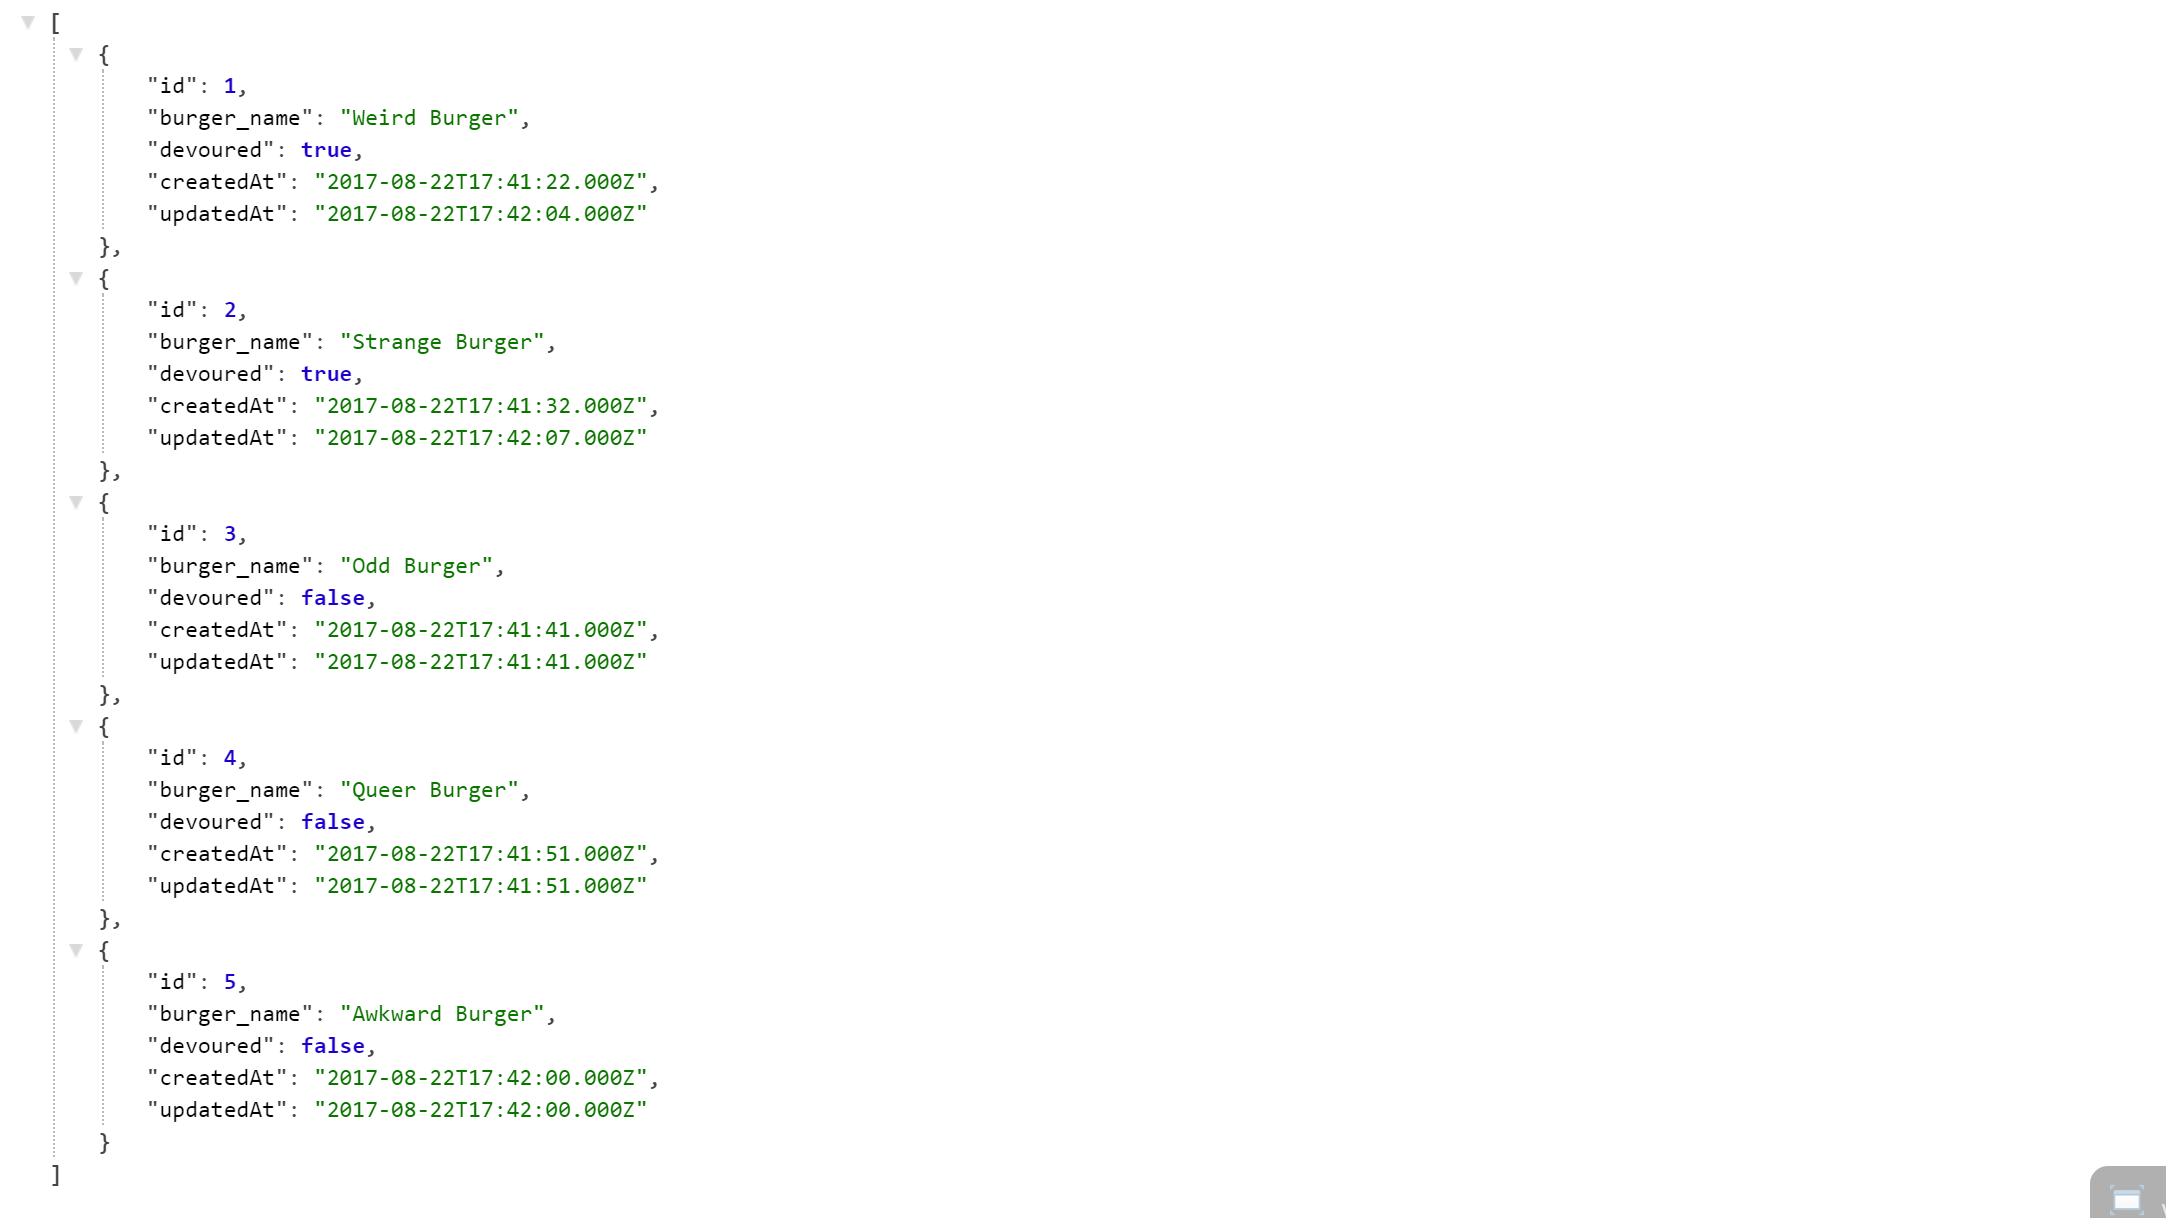 [
{
"id": 1,
"burger_name": "Weird Burger",
"devoured": true,
"createdAt": "2017-08-22T17:41:22.000Z",
"updatedAt": "2017-08-22T17:42:04.000Z"
},
{
"id": 2,
"burger_name": "Strange Burger",
"devoured": true,
"createdAt": "2017-08-22T17:41:32.000Z",
"updatedAt": "2017-08-22T17:42:07.000Z"
},
{
"id": 3,
"burger_name": "Odd Burger",
"devoured": false,
"createdAt": "2017-08-22T17:41:41.000Z",
"updatedAt": "2017-08-22T17:41:41.000Z"
},
{
"id": 4,
"burger_name": "Queer Burger",
"devoured": false,
"createdAt": "2017-08-22T17:41:51.000Z",
"updatedAt": "2017-08-22T17:41:51.000Z"
},
{
"id": 5,
"burger_name": "Awkward Burger",
"devoured": false,
"createdAt": "2017-08-22T17:42:00.000Z",
"updatedAt": "2017-08-22T17:42:00.000Z"
}
]